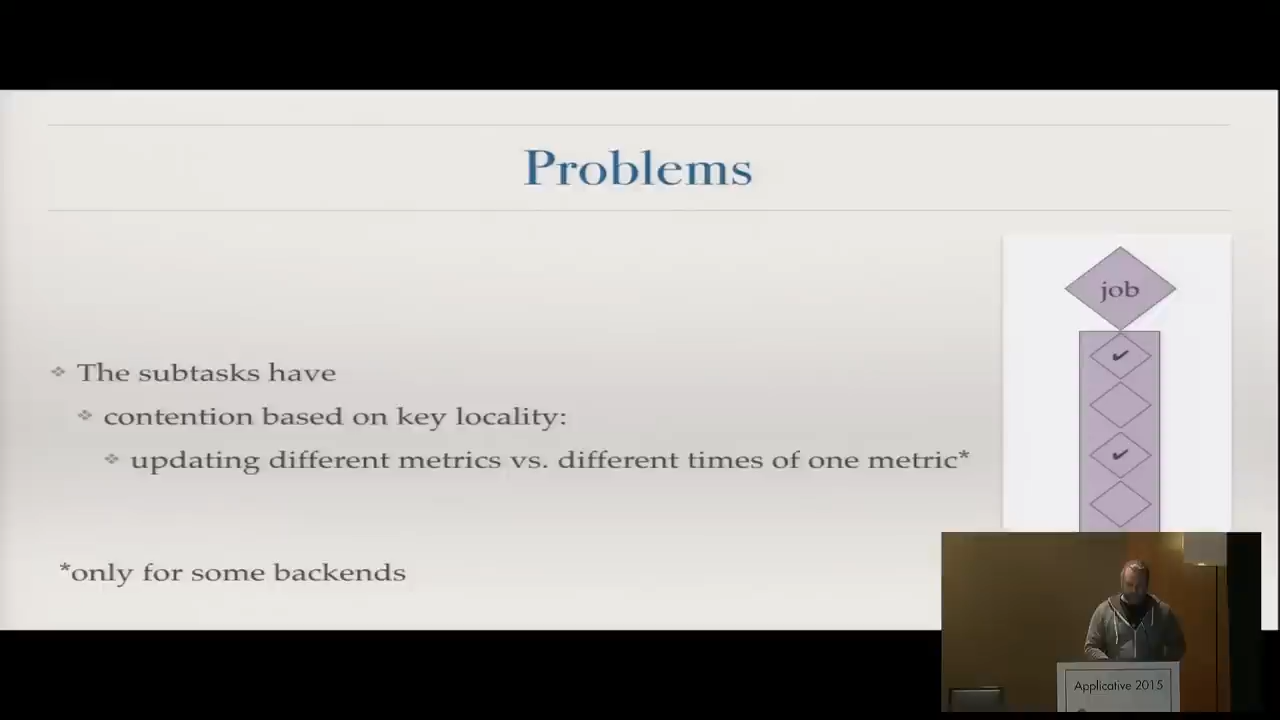 Problems
job
✔
The subtasks have
contention based on key locality:
✔
updating different metrics vs. different times of one metric*
*only for some backends
Applicative 2015